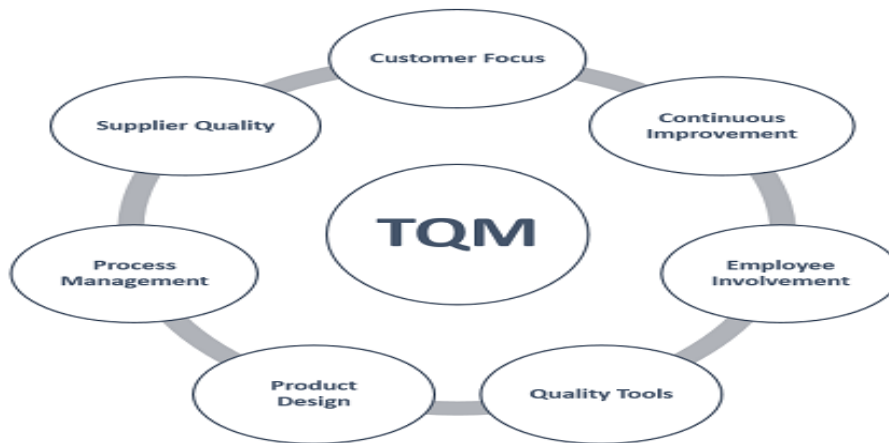 Customer Focus
Supplier Quality
Continuous
Improvement
TQM
Process
Management
Employee
Involvement
Product
Design
Quality Tools